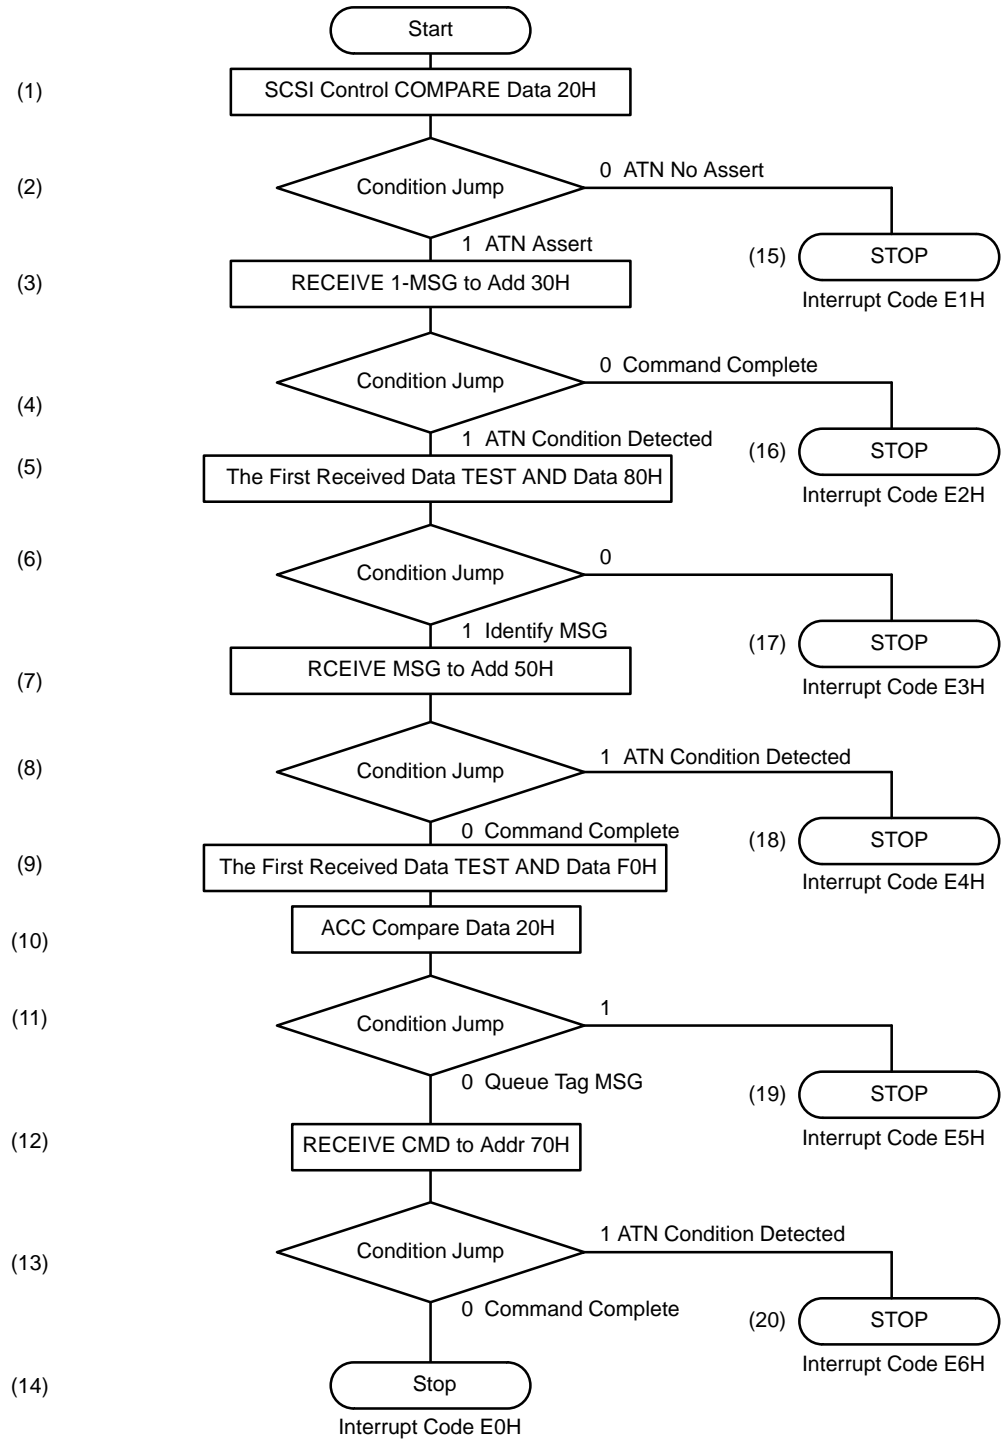 Start
(1)
SCSI Control COMPARE Data 20H
(2)
Condition Jump
0 ATN No Assert
1 ATN Assert
(15)
STOP
Interrupt Code E1H
(3)
RECEIVE 1-MSG to Add 30H
(4)
Condition Jump
0 Command Complete
1 ATN Condition Detected
(16)
STOP
Interrupt Code E2H
(5)
The First Received Data TEST AND Data 80H
(6)
Condition Jump
0
1 Identify MSG
(17)
STOP
Interrupt Code E3H
(7)
RCEIVE MSG to Add 50H
(8)
Condition Jump
1 ATN Condition Detected
0 Command Complete
(18)
STOP
Interrupt Code E4H
(9)
The First Received Data TEST AND Data F0H
(10)
ACC Compare Data 20H
(11)
Condition Jump
1
0 Queue Tag MSG
(19)
STOP
Interrupt Code E5H
(12)
RECEIVE CMD to Addr 70H
(13)
Condition Jump
1 ATN Condition Detected
0 Command Complete
(20)
STOP
Interrupt Code E6H
(14)
Stop
Interrupt Code E0H